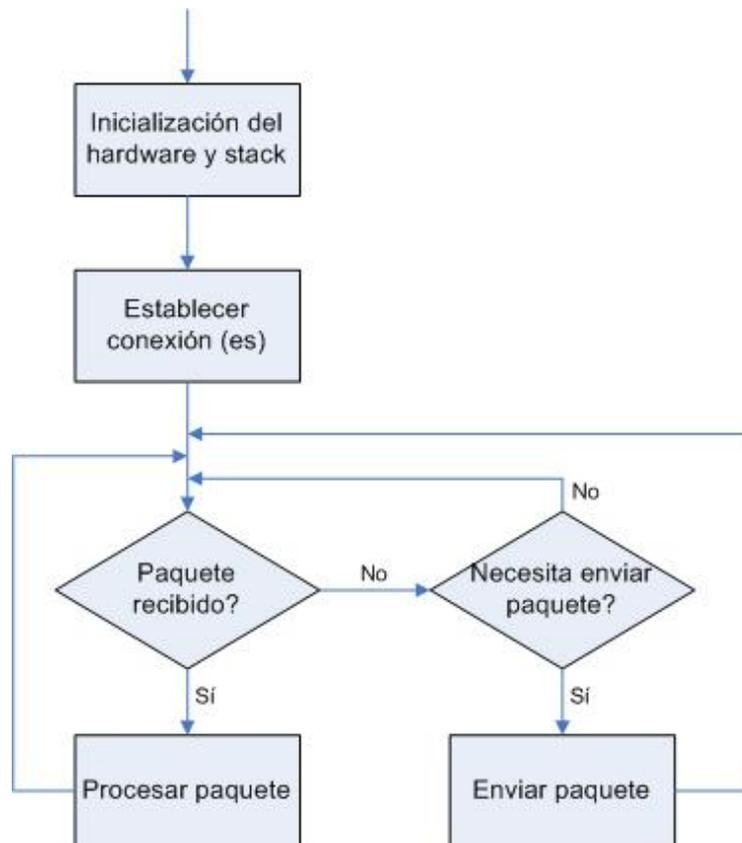 Inicialización del
hardware y stack
Establecer
conexión (es)
No
Paquete
recibido?
No
Necesita enviar
paquete?
Sí
Sí
Procesar paquete
Enviar paquete